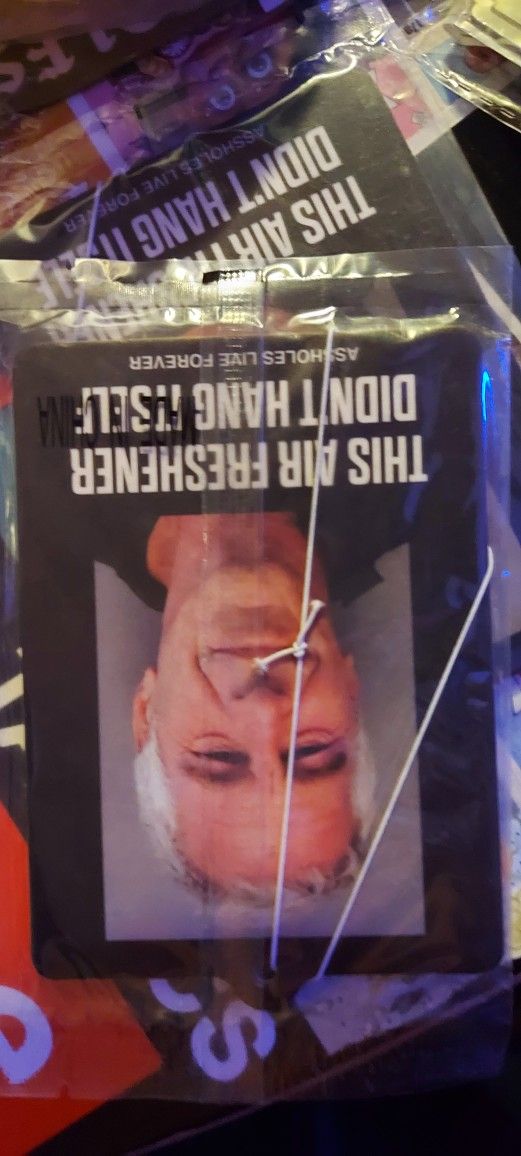 THIS AIR FRESHENER
DIDN'T HANG ITSELF
ASSHOLES LIVE FOREVER
MADE IN CHINA
THIS AIR
DIDN'T HANG ITSELF
ASSHOLES LIVE FOREVER